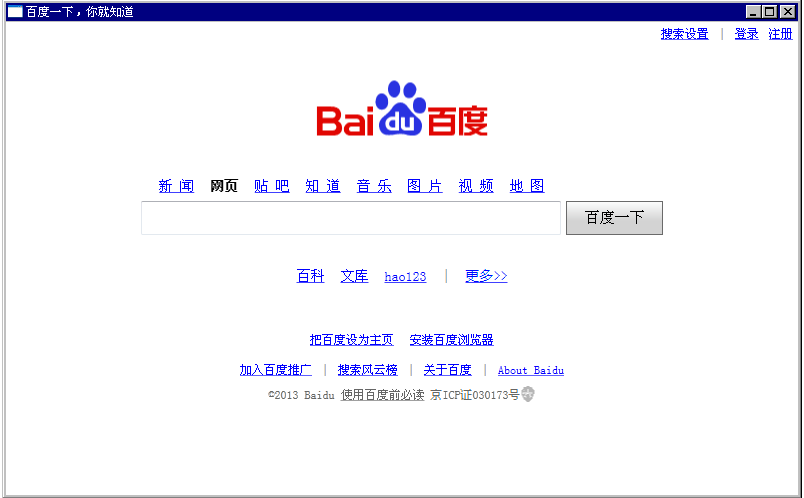 百度一下，你就知道
搜索设置 | 登录 注册
Bai du 百度
新 闻 网页 贴 吧 知 道 音 乐 图 片 视 频 地 图
百度一下
百科 文库 hao123 | 更多>>
把百度设为主页 安装百度浏览器
加入百度推广 | 搜索风云榜 | 关于百度 | About Baidu
©2013 Baidu 使用百度前必读 京ICP证030173号